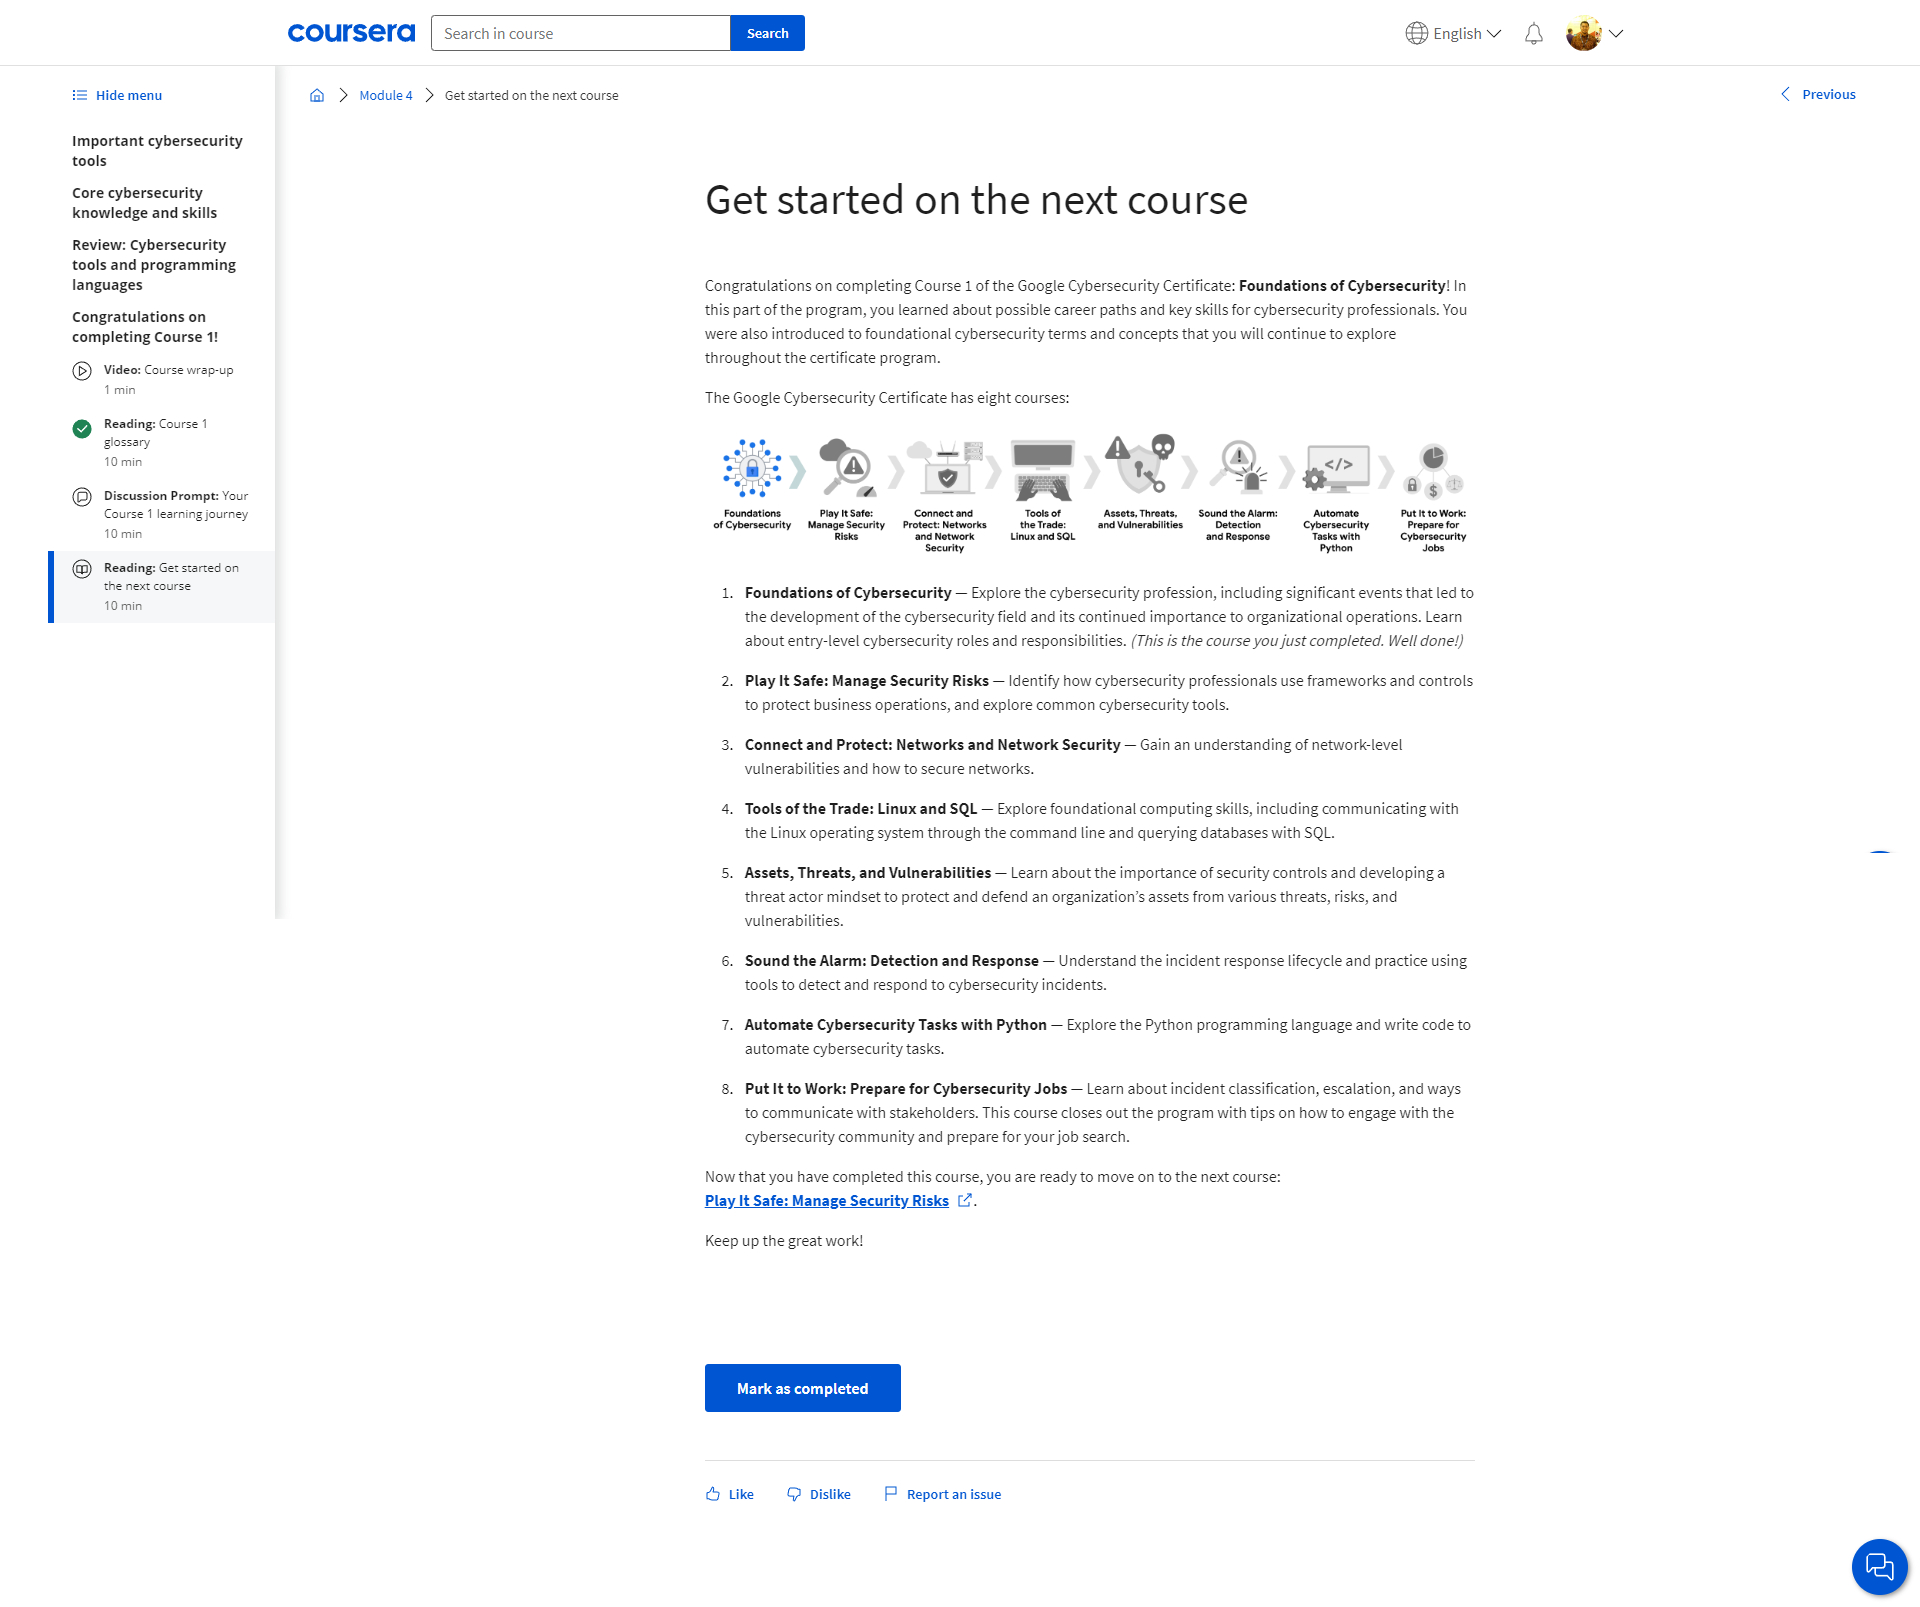 coursera
Search in course
Search
English
Hide menu
Module 4
Get started on the next course
Previous
Important cybersecurity
tools
Core cybersecurity
knowledge and skills
Review: Cybersecurity
tools and programming
languages
Congratulations on
completing Course 1!
Video: Course wrap-up
1 min
Reading: Course 1
glossary
10 min
Discussion Prompt: Your
Course 1 learning journey
10 min
Reading: Get started on
the next course
10 min
Get started on the next course
Congratulations on completing Course 1 of the Google Cybersecurity Certificate: Foundations of Cybersecurity! In
this part of the program, you learned about possible career paths and key skills for cybersecurity professionals. You
were also introduced to foundational cybersecurity terms and concepts that you will continue to explore
throughout the certificate program.
The Google Cybersecurity Certificate has eight courses:
</>
$
Foundations
of Cybersecurity
Play It Safe:
Manage Security
Risks
Connect and
Protect: Networks
and Network
Security
Tools of
the Trade:
Linux and SQL
Assets, Threats,
and Vulnerabilities
Sound the Alarm:
Detection
and Response
Automate
Cybersecurity
Tasks with
Python
Put It to Work:
Prepare for
Cybersecurity
Jobs
1. Foundations of Cybersecurity — Explore the cybersecurity profession, including significant events that led to
the development of the cybersecurity field and its continued importance to organizational operations. Learn
about entry-level cybersecurity roles and responsibilities. (This is the course you just completed. Well done!)
2. Play It Safe: Manage Security Risks — Identify how cybersecurity professionals use frameworks and controls
to protect business operations, and explore common cybersecurity tools.
3. Connect and Protect: Networks and Network Security — Gain an understanding of network-level
vulnerabilities and how to secure networks.
4. Tools of the Trade: Linux and SQL — Explore foundational computing skills, including communicating with
the Linux operating system through the command line and querying databases with SQL.
5. Assets, Threats, and Vulnerabilities — Learn about the importance of security controls and developing a
threat actor mindset to protect and defend an organization’s assets from various threats, risks, and
vulnerabilities.
6. Sound the Alarm: Detection and Response — Understand the incident response lifecycle and practice using
tools to detect and respond to cybersecurity incidents.
7. Automate Cybersecurity Tasks with Python — Explore the Python programming language and write code to
automate cybersecurity tasks.
8. Put It to Work: Prepare for Cybersecurity Jobs — Learn about incident classification, escalation, and ways
to communicate with stakeholders. This course closes out the program with tips on how to engage with the
cybersecurity community and prepare for your job search.
Now that you have completed this course, you are ready to move on to the next course:
Play It Safe: Manage Security Risks .
Keep up the great work!
Mark as completed
Like
Dislike
Report an issue